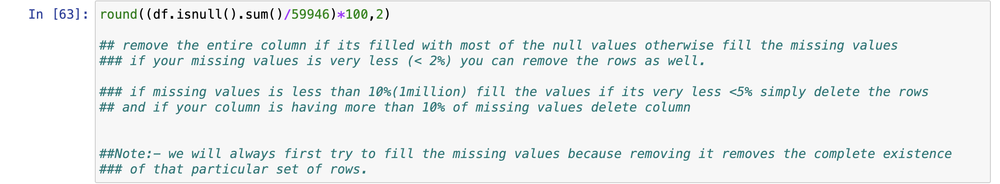 In [63]: round((df.isnull().sum()/59946)*100,2)
## remove the entire column if its filled with most of the null values otherwise fill the missing values
### if your missing values is very less (< 2%) you can remove the rows as well.
### if missing values is less than 10%(1million) fill the values if its very less <5% simply delete the rows
## and if your column is having more than 10% of missing values delete column
##Note:– we will always first try to fill the missing values because removing it removes the complete existence
### of that particular set of rows.